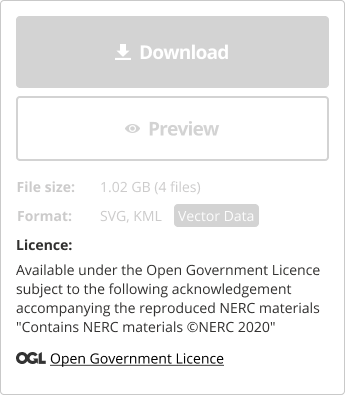 Download
Preview
File size: 1.02 GB (4 files)
Format: SVG, KML Vector Data
Licence:
Available under the Open Government Licence
subject to the following acknowledgement
accompanying the reproduced NERC materials
"Contains NERC materials ©NERC 2020"
OGL Open Government Licence